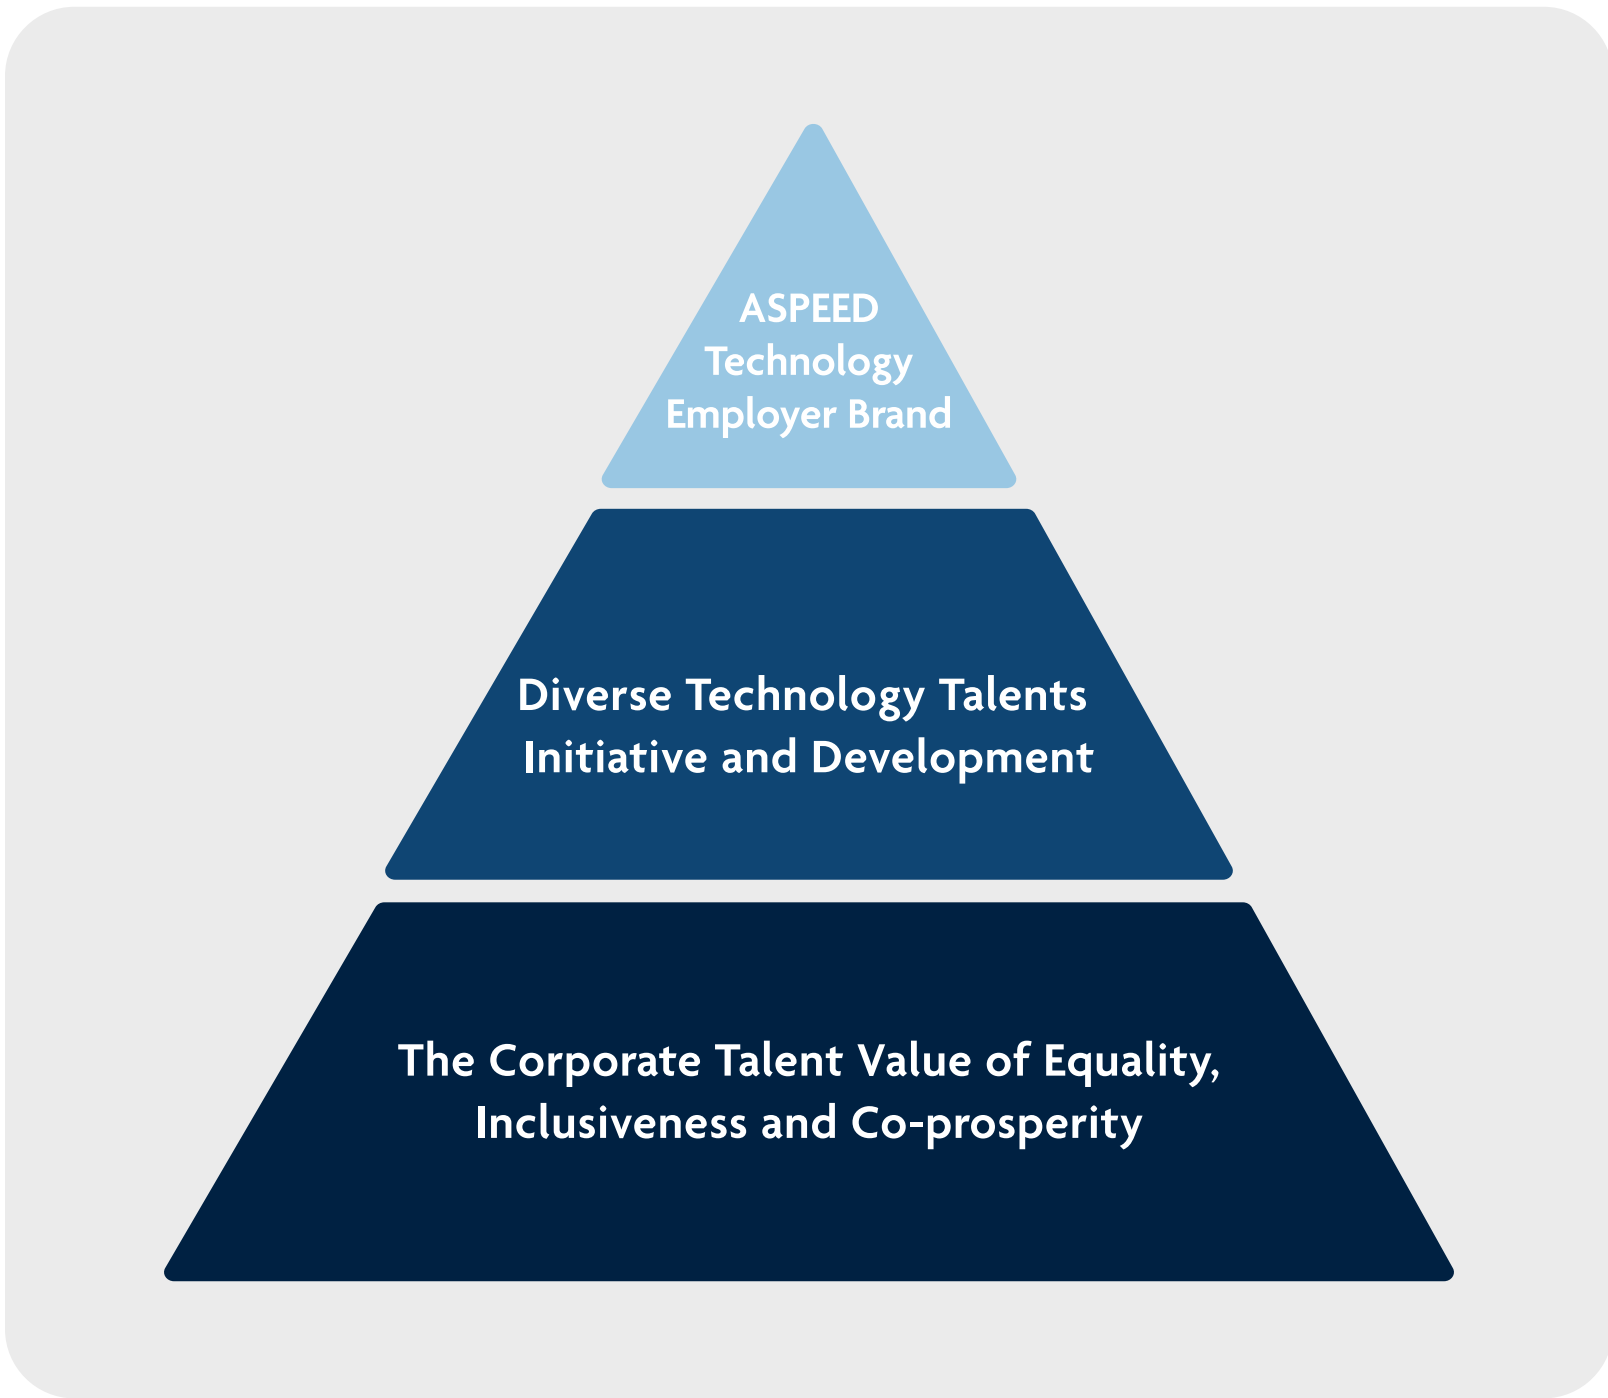 ASPEED
Technology
Employer Brand
Diverse Technology Talents
Initiative and Development
The Corporate Talent Value of Equality,
Inclusiveness and Co-prosperity